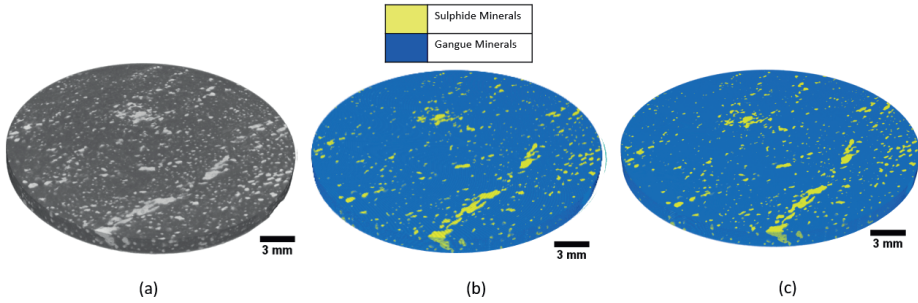 Sulphide Minerals
Gangue Minerals
3 mm
3 mm
3 mm
(a)
(b)
(c)